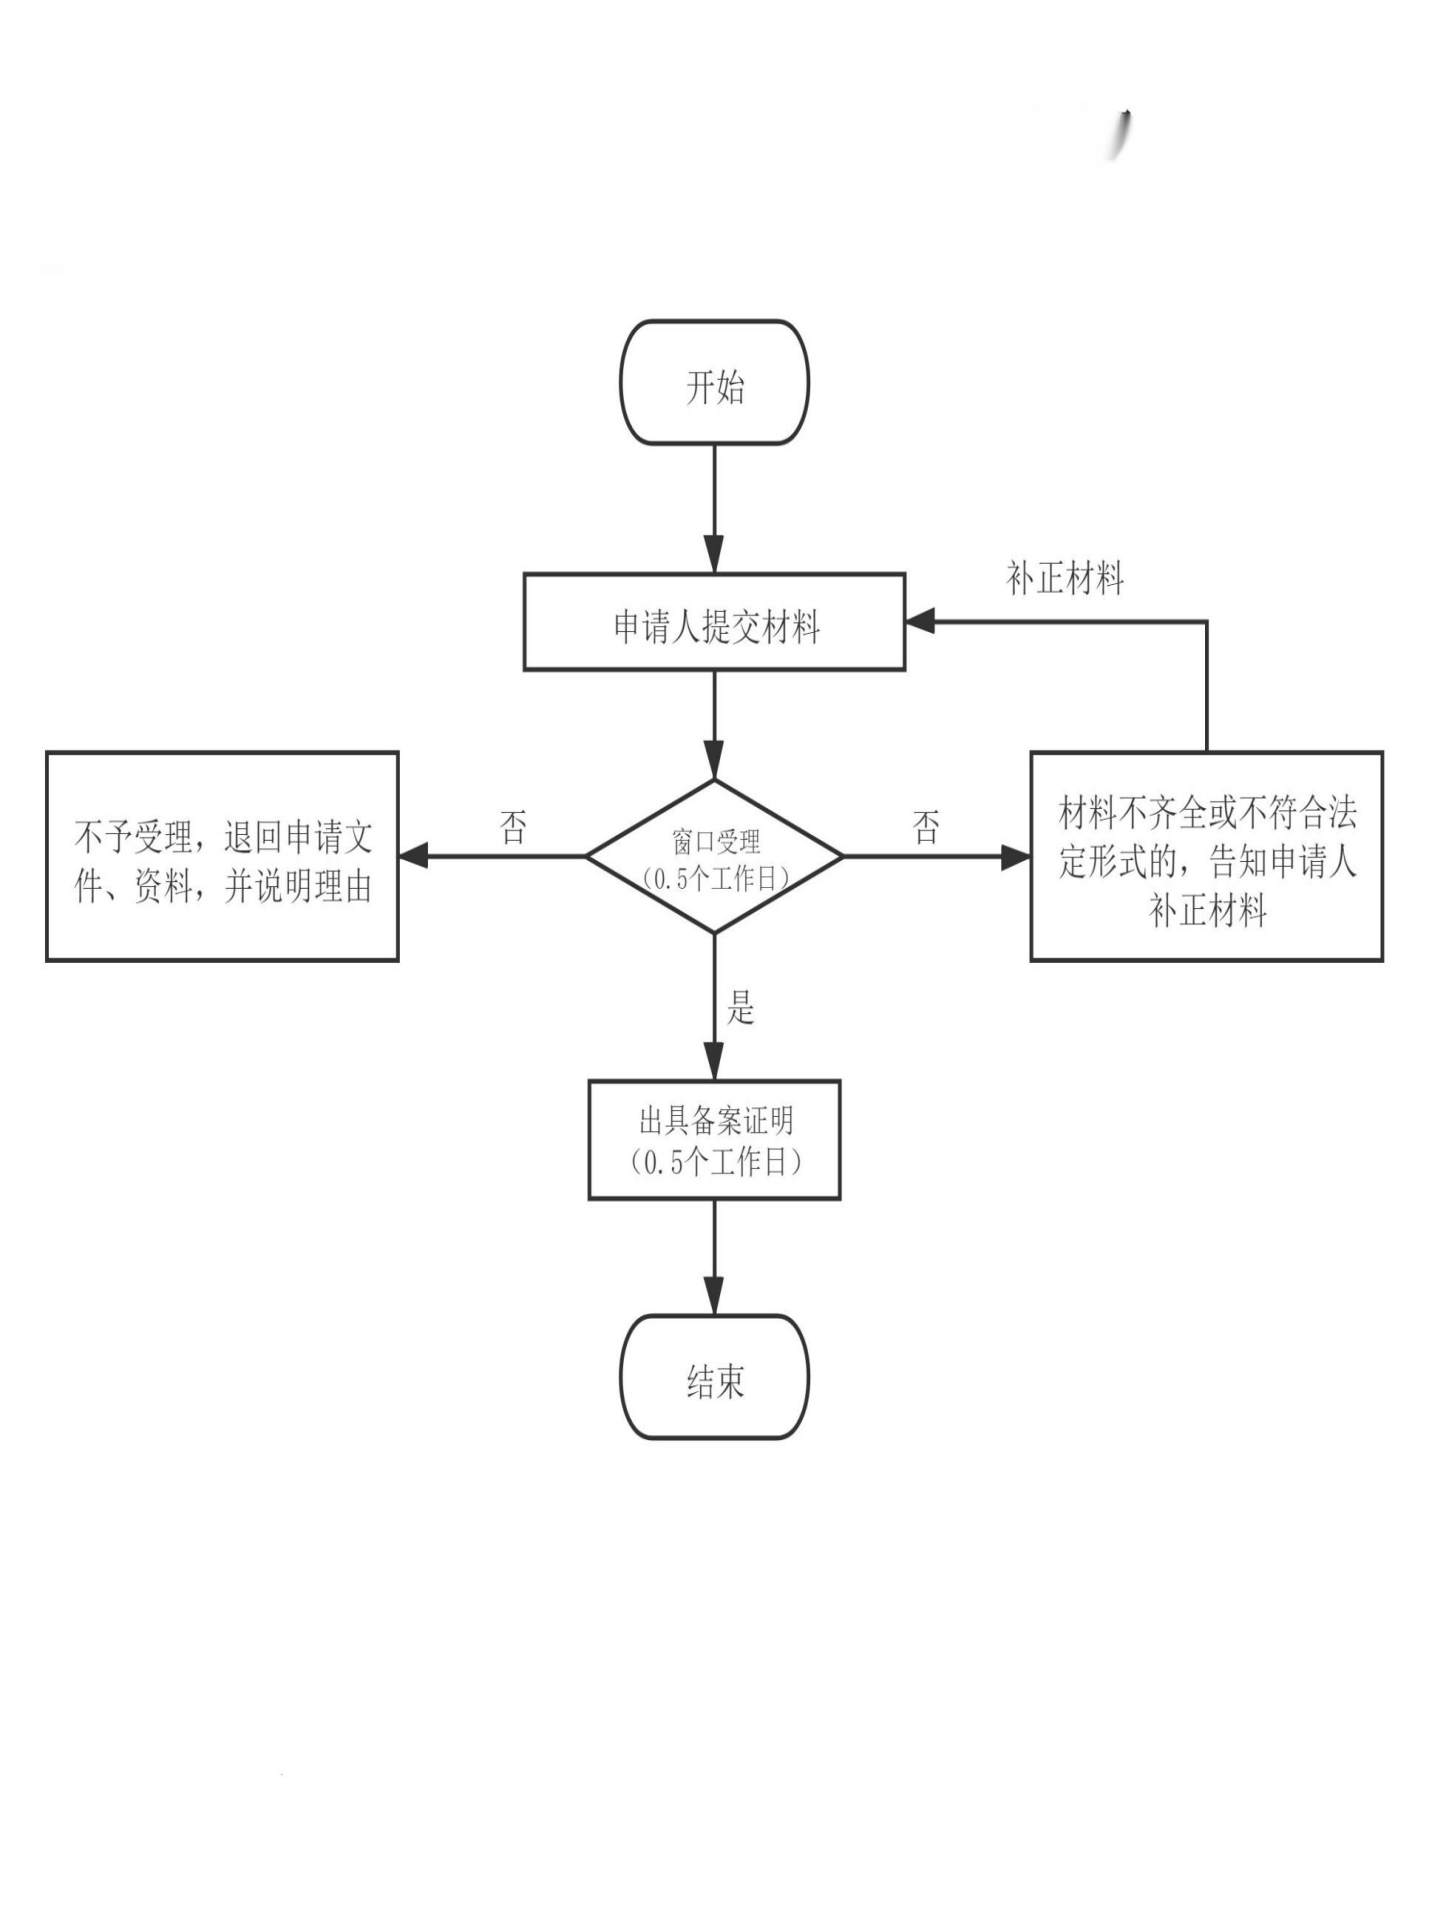 开始
补正材料
申请人提交材料
不予受理，退回申请文
件、资料，并说明理由
否
窗口受理
（0.5个工作日）
否
材料不齐全或不符合法
定形式的，告知申请人
补正材料
是
出具备案证明
（0.5个工作日）
结束